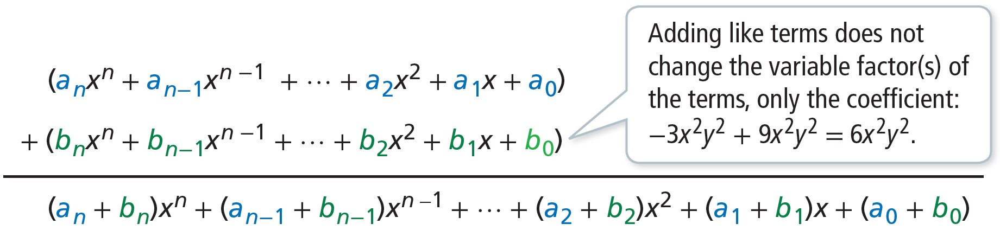 (aₙxⁿ + aₙ₋₁xⁿ ⁻¹ + ⋯ + a₂x² + a₁x + a₀)
+ (bₙxⁿ + bₙ₋₁xⁿ ⁻¹ + ⋯ + b₂x² + b₁x + b₀)
(aₙ + bₙ)xⁿ + (aₙ₋₁ + bₙ₋₁)xⁿ ⁻¹ + ⋯ + (a₂ + b₂)x² + (a₁ + b₁)x + (a₀ + b₀)
Adding like terms does not
change the variable factor(s) of
the terms, only the coefficient:
−3x²y² + 9x²y² = 6x²y².